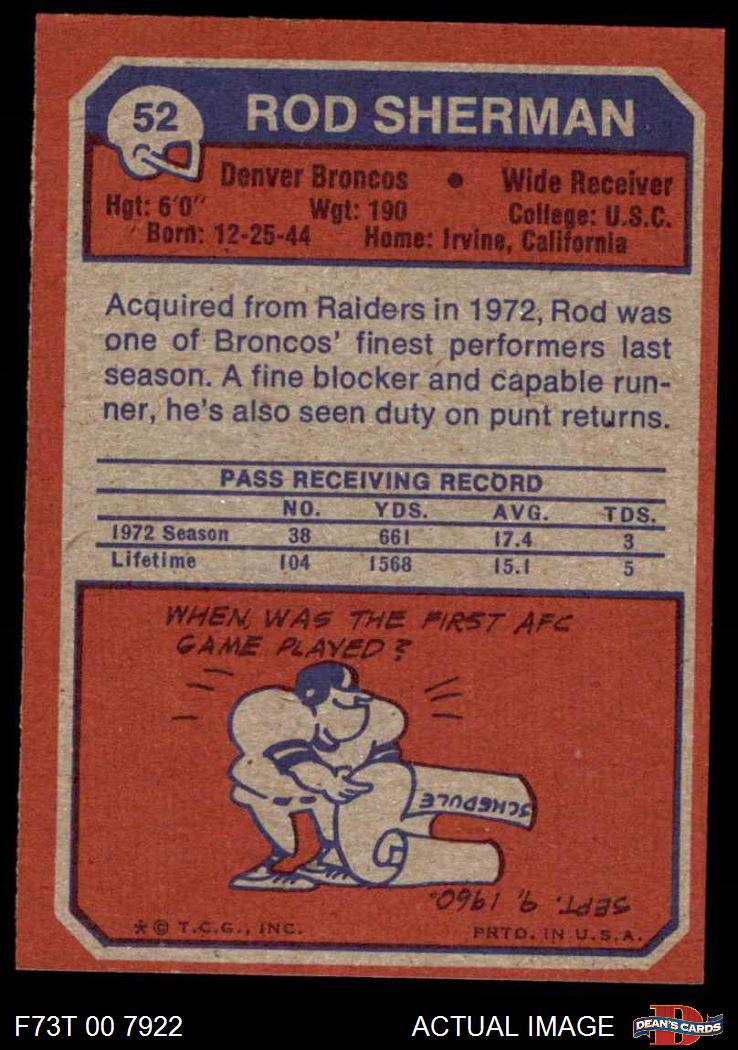 52
ROD SHERMAN
Denver Broncos • Wide Receiver
Hgt: 6'0" Wgt: 190 College: U.S.C.
Born: 12-25-44 Home: Irvine, California
Acquired from Raiders in 1972, Rod was
one of Broncos' finest performers last
season. A fine blocker and capable run-
ner, he's also seen duty on punt returns.
PASS RECEIVING RECORD
NO. YDS. AVG. TDS.
1972 Season 38 661 17.4 3
Lifetime 104 1568 15.1 5
WHEN WAS THE FIRST AFC
GAME PLAYED?
SCHEDULE
SEPT. 9, 1960.
* © T.C.G., INC. PRTD. IN U.S.A.
F73T 00 7922 ACTUAL IMAGE
D
DEAN'S CARDS